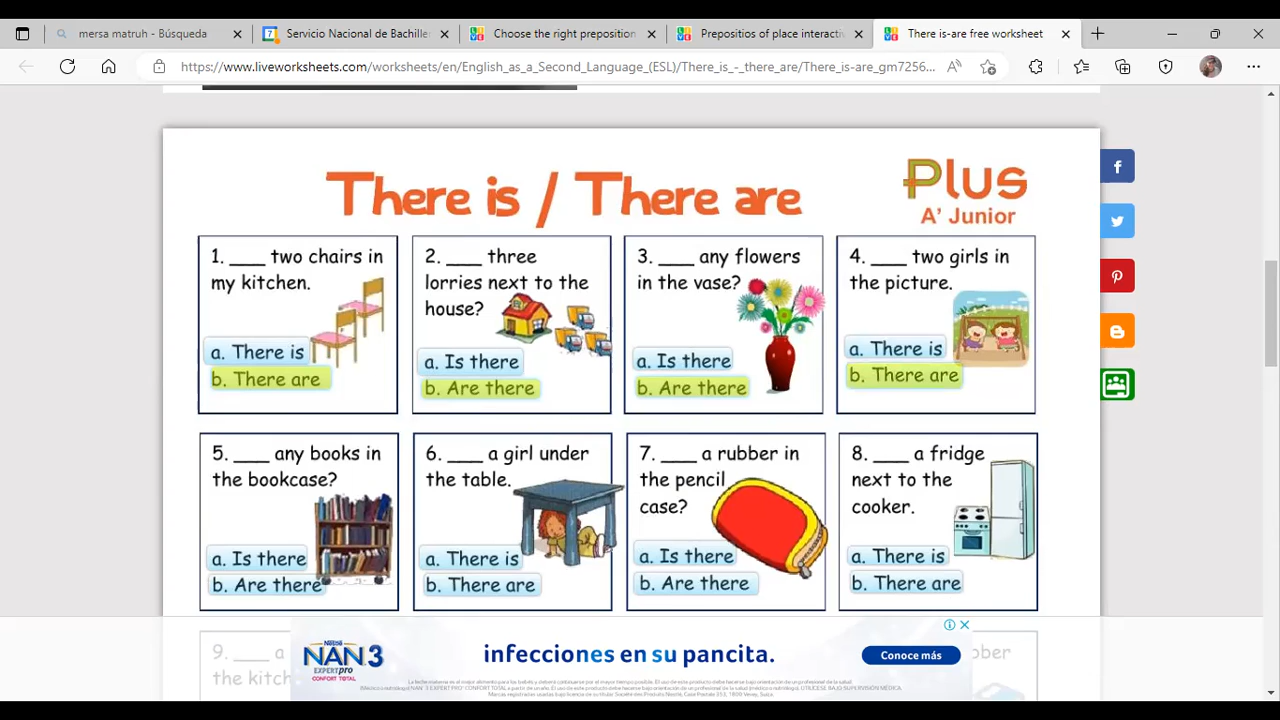 mersa matruh - Búsqueda
Servicio Nacional de Bachille
Choose the right preposition
Prepositios of place interactiv
There is-are free worksheet
https://www.liveworksheets.com/worksheets/en/English_as_a_Second_Language_(ESL)/There_is_-_there_are/There_is-are_gm7256...
There is / There are
Plus
A' Junior
1. ___ two chairs in
my kitchen.
a. There is
b. There are
2. ___ three
lorries next to the
house?
a. Is there
b. Are there
3. ___ any flowers
in the vase?
a. Is there
b. Are there
4. ___ two girls in
the picture.
a. There is
b. There are
5. ___ any books in
the bookcase?
a. Is there
b. Are there
6. ___ a girl under
the table.
a. There is
b. There are
7. ___ a rubber in
the pencil
case?
a. Is there
b. Are there
8. ___ a fridge
next to the
cooker.
a. There is
b. There are
9. ___ a
the kitch
Nestlé
NAN 3
EXPERTpro
CONFORT TOTAL
infecciones en su pancita.
Conoce más